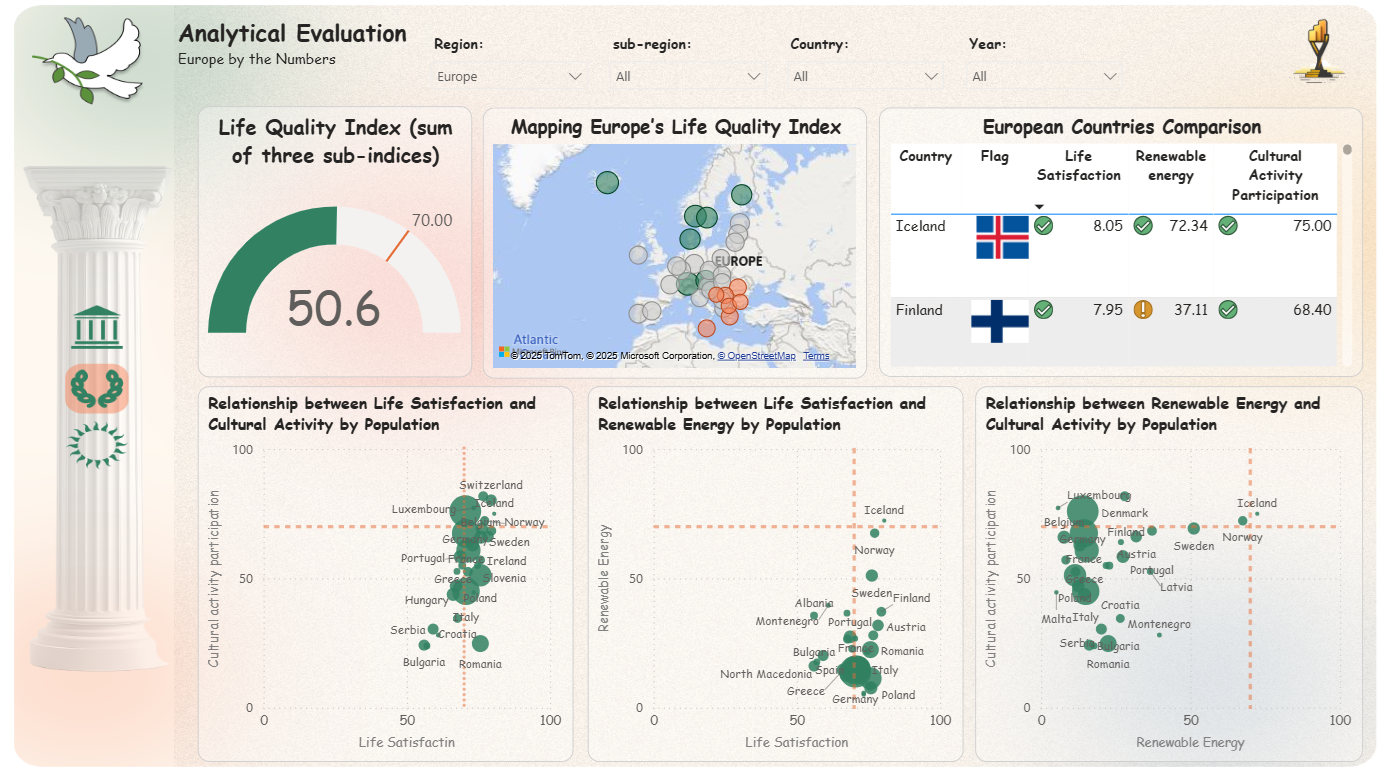 Analytical Evaluation
Europe by the Numbers
Region:
Europe
sub-region:
All
Country:
All
Year:
All
Life Quality Index (sum
of three sub-indices)
70.00
50.6
Mapping Europe's Life Quality Index
EUROPE
Atlantic
© 2025 TomTom, © 2025 Microsoft Corporation, © OpenStreetMap Terms
European Countries Comparison
Country
Flag
Life
Satisfaction
Renewable
energy
Cultural
Activity
Participation
Iceland 8.05 72.34 75.00
Finland 7.95 37.11 68.40
Relationship between Life Satisfaction and
Cultural Activity by Population
Cultural activity participation
100
50
0
Switzerland
Iceland
Luxembourg
Belgium
Norway
Germany
Sweden
Portugal
France
Ireland
Greece
Slovenia
Hungary
Poland
Italy
Serbia
Croatia
Bulgaria
Romania
0
50
100
Life Satisfactin
Relationship between Life Satisfaction and
Renewable Energy by Population
Renewable Energy
100
50
0
Iceland
Norway
Sweden
Finland
Albania
Montenegro
Portugal
Austria
Bulgaria
France
Romania
North Macedonia
Spain
Italy
Greece
Germany
Poland
0
50
100
Life Satisfaction
Relationship between Renewable Energy and
Cultural Activity by Population
Cultural activity participation
100
50
0
Luxembourg
Iceland
Denmark
Belgium
Germany
Finland
Norway
Sweden
France
Austria
Portugal
Greece
Latvia
Poland
Croatia
Malta
Italy
Montenegro
Serbia
Bulgaria
Romania
0
50
100
Renewable Energy